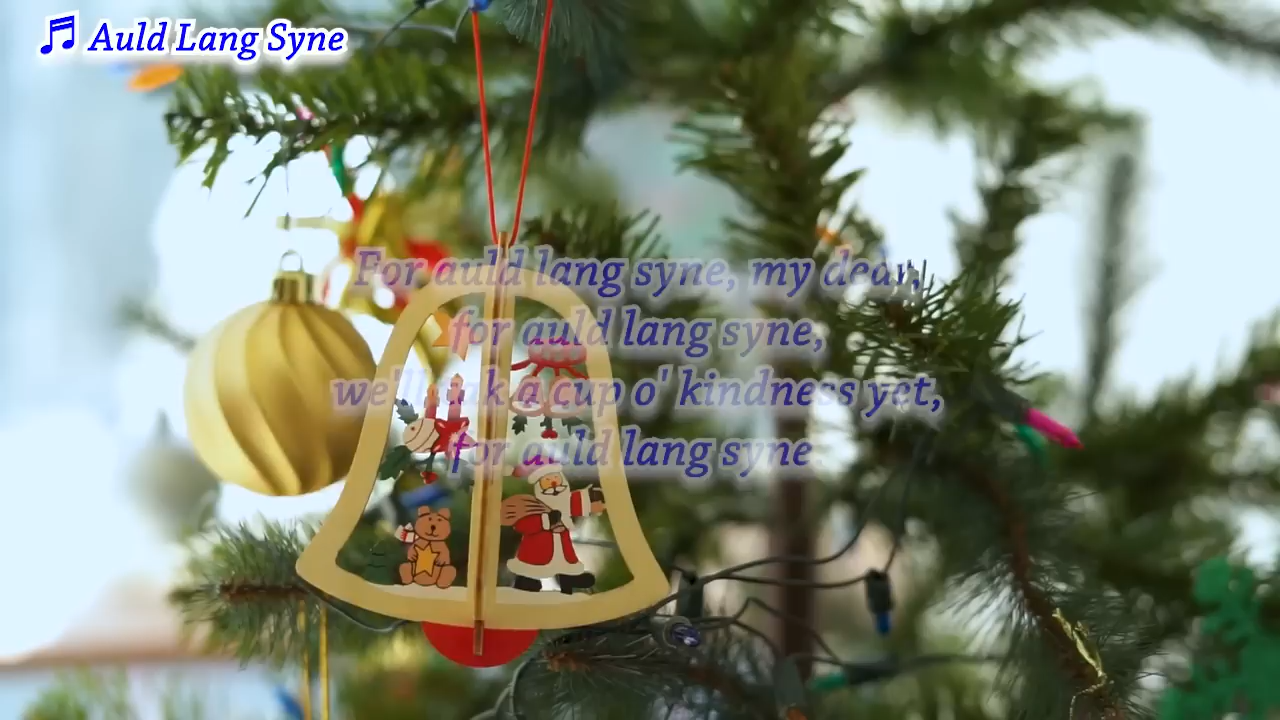 🎵 Auld Lang Syne
For auld lang syne, my dear,
for auld lang syne,
we'll tak a cup o' kindness yet,
for auld lang syne